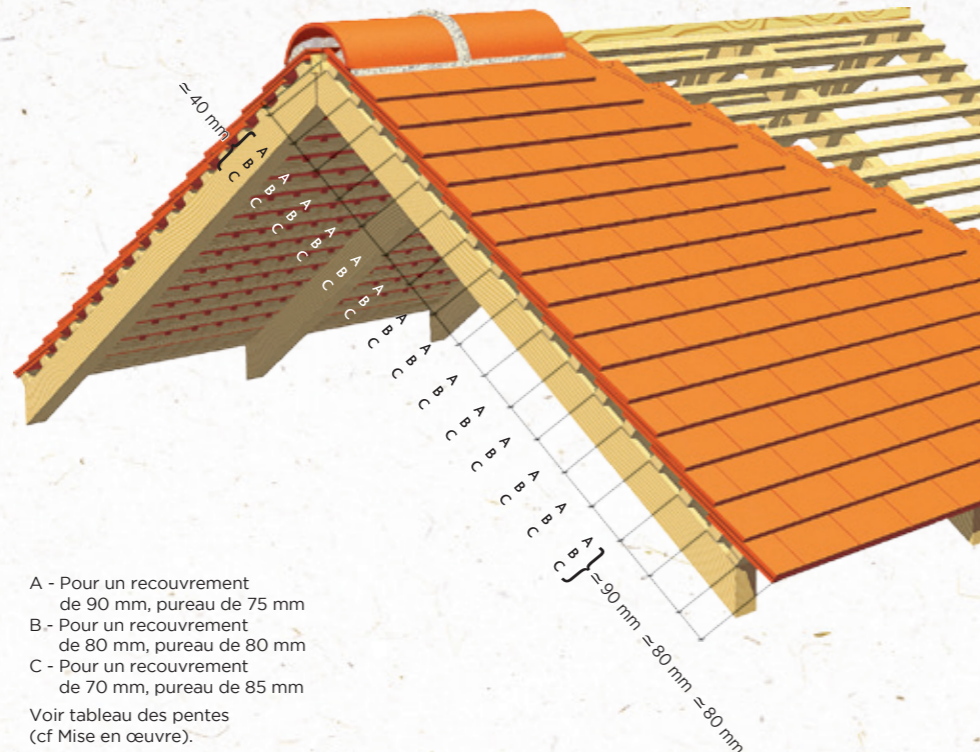 ≃ 40 mm
A B C
A B C
A B C
A B C
A B C
A B C
A B C
A B C
A B C
A B C
A B C
A B C
A B C
A B C
≃ 90 mm ≃ 80 mm ≃ 80 mm
A - Pour un recouvrement
de 90 mm, pureau de 75 mm
B - Pour un recouvrement
de 80 mm, pureau de 80 mm
C - Pour un recouvrement
de 70 mm, pureau de 85 mm
Voir tableau des pentes
(cf Mise en œuvre).